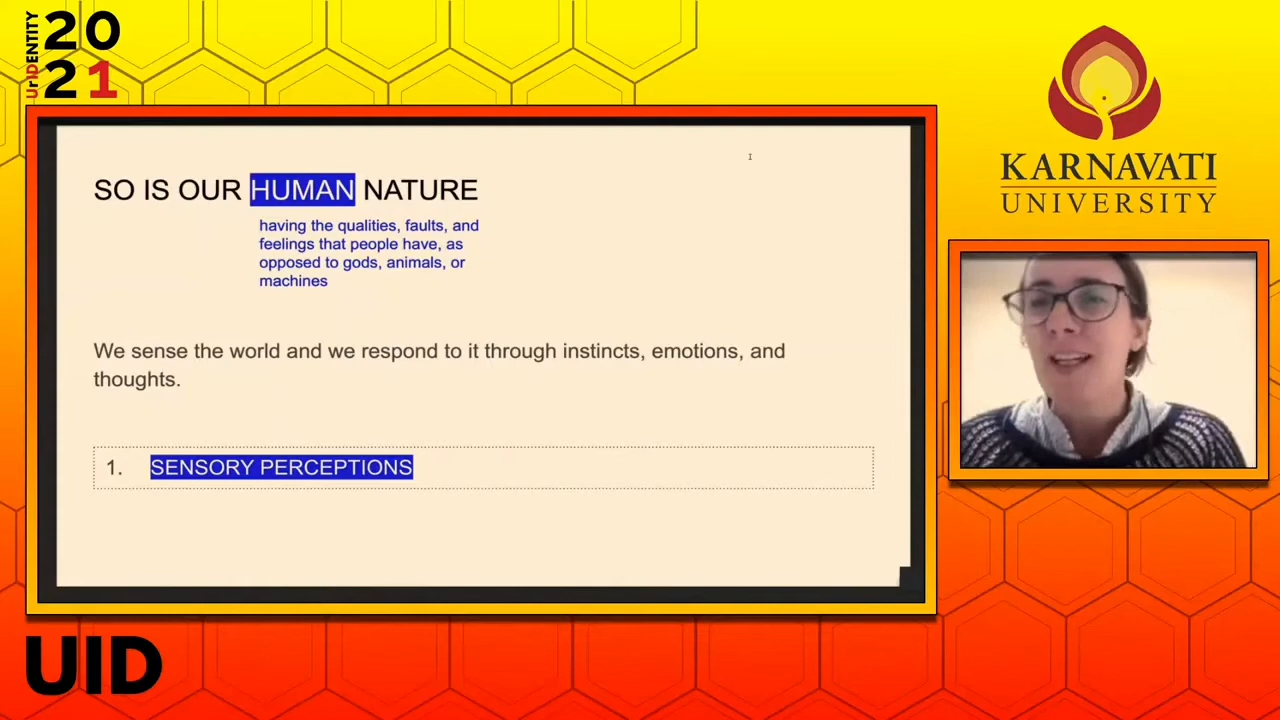 UrIDENTITY
20
21
SO IS OUR HUMAN NATURE
having the qualities, faults, and
feelings that people have, as
opposed to gods, animals, or
machines
We sense the world and we respond to it through instincts, emotions, and
thoughts.
1. SENSORY PERCEPTIONS
KARNAVATI
UNIVERSITY
UID